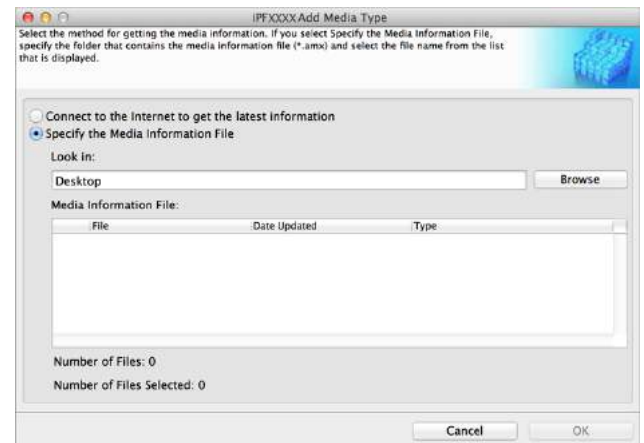 iPFXXXX Add Media Type
Select the method for getting the media information. If you select Specify the Media Information File,
specify the folder that contains the media information file (*.amx) and select the file name from the list
that is displayed.
Connect to the Internet to get the latest information
Specify the Media Information File
Look in:
Desktop Browse
Media Information File:
File Date Updated Type
Number of Files: 0
Number of Files Selected: 0
Cancel OK